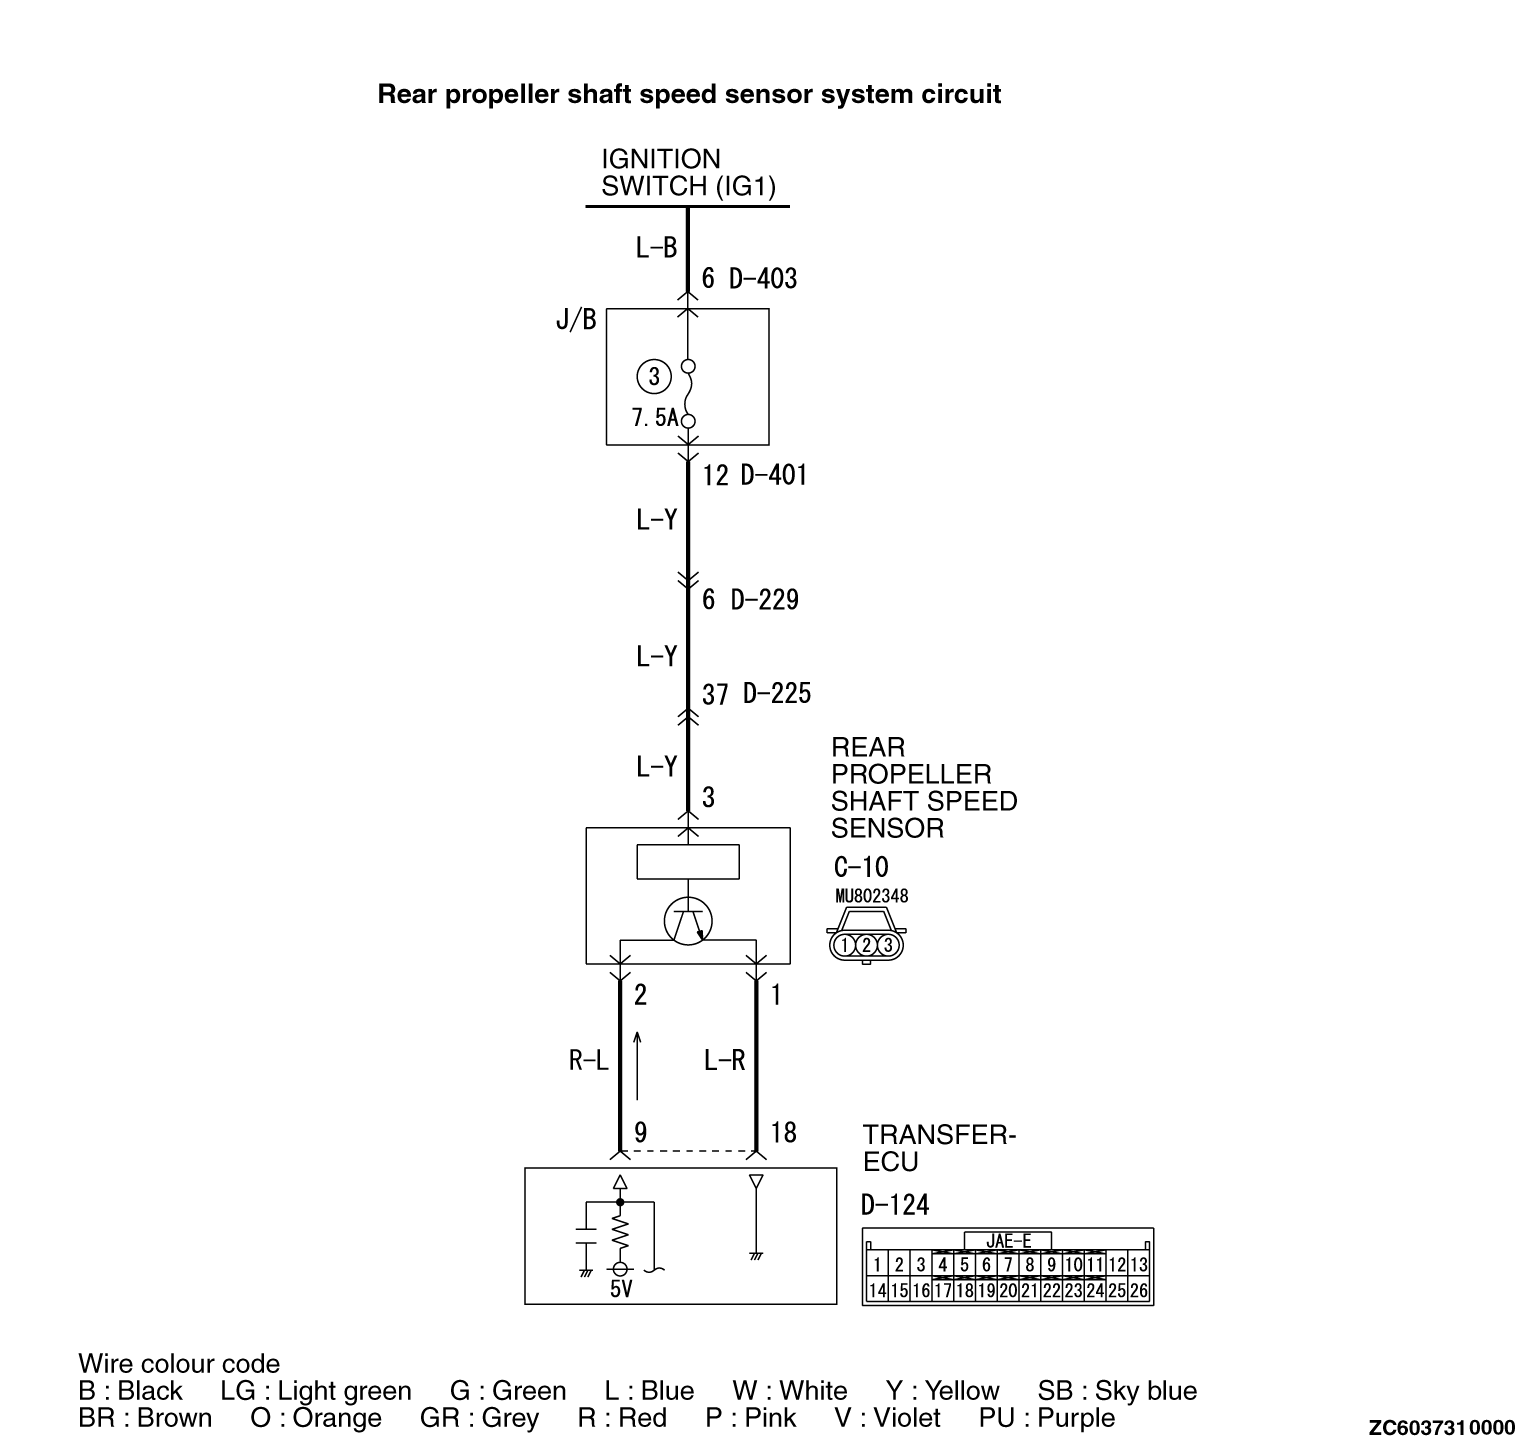 Rear propeller shaft speed sensor system circuit
IGNITION
SWITCH (IG1)
L-B
6 D-403
J/B
3
7.5A
12 D-401
L-Y
6 D-229
L-Y
37 D-225
L-Y
3
REAR
PROPELLER
SHAFT SPEED
SENSOR
C-10
MU802348
1 2 3
2 1
R-L L-R
9 18
TRANSFER-
ECU
D-124
JAE-E
1 2 3 4 5 6 7 8 9 10 11 12 13
14 15 16 17 18 19 20 21 22 23 24 25 26
5V
Wire colour code
B : Black LG : Light green G : Green L : Blue W : White Y : Yellow SB : Sky blue
BR : Brown O : Orange GR : Grey R : Red P : Pink V : Violet PU : Purple
ZC6037310000